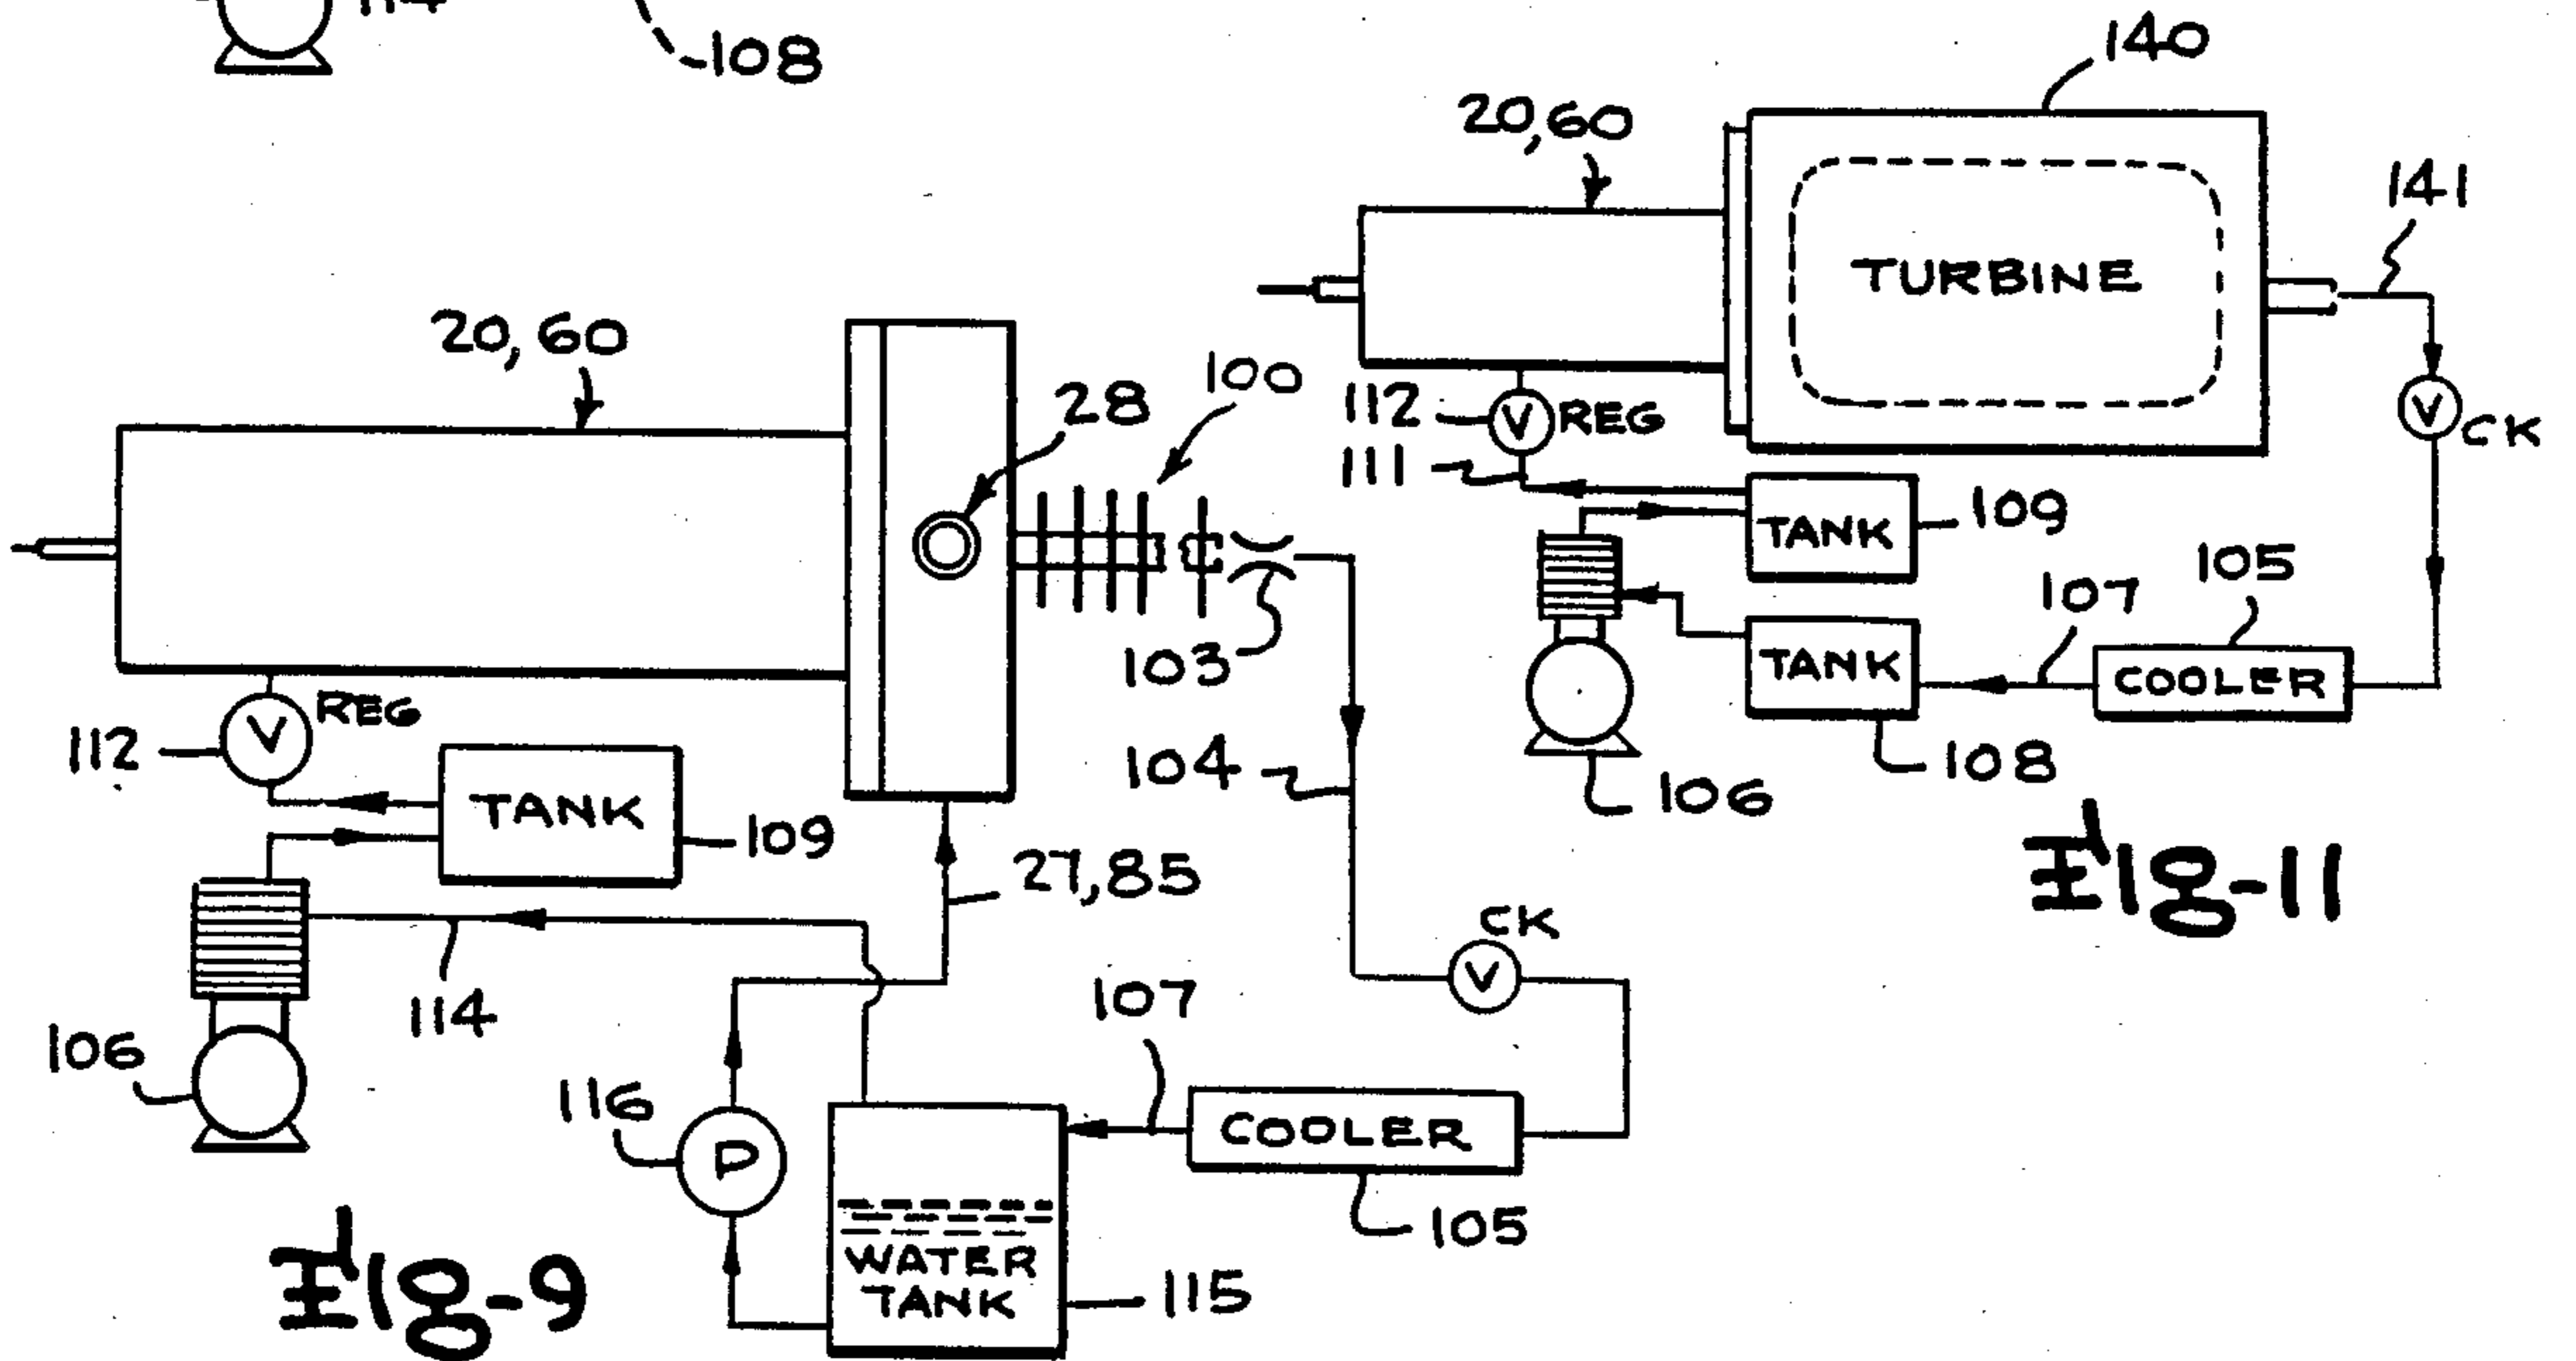 114
108
140
20,60
141
TURBINE
112
V
REG
V
CK
111
TANK
109
107
105
TANK
COOLER
108
106
Fig-11
20,60
100
28
103
REG
112
V
TANK
109
104
27,85
CK
V
114
107
106
116
P
COOLER
105
WATER
TANK
115
Fig-9